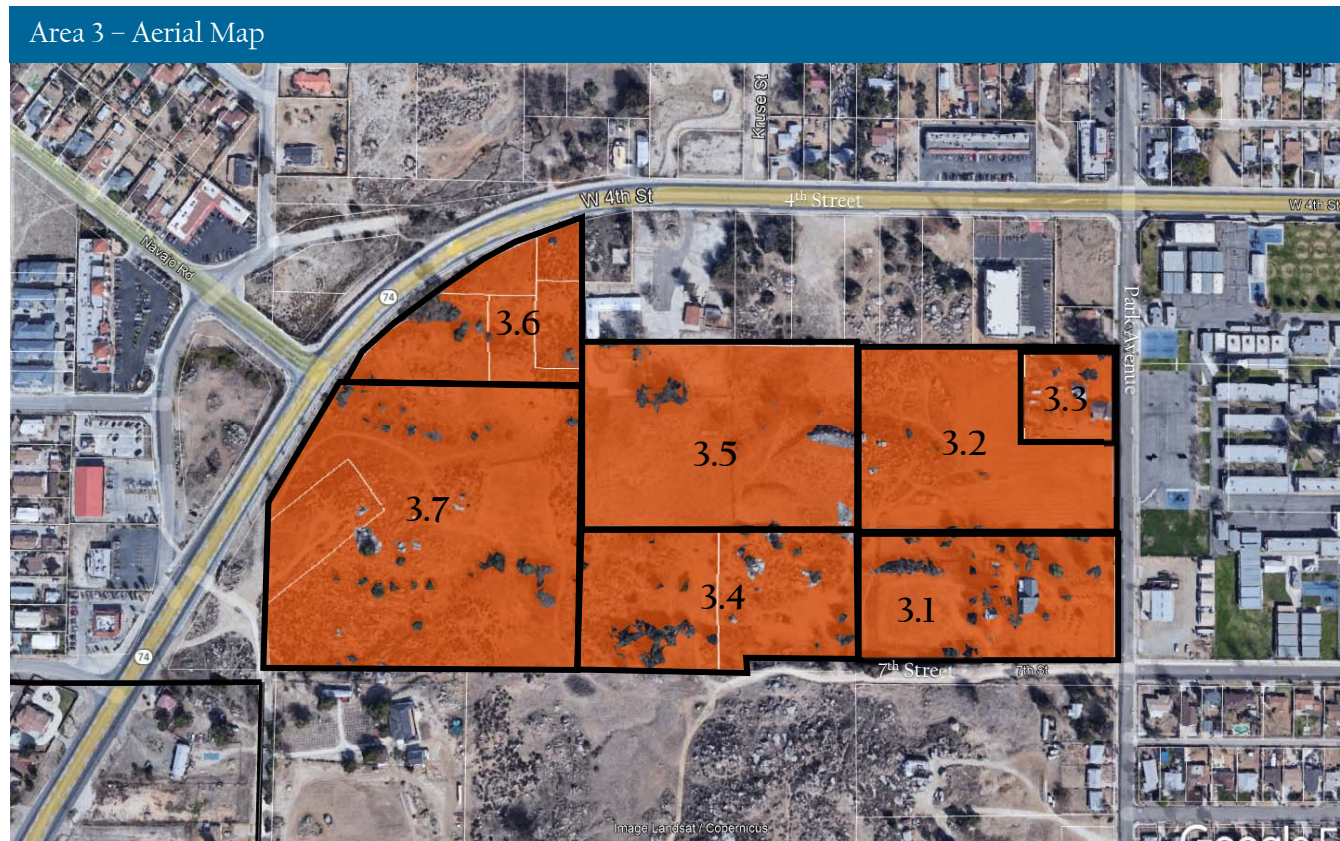 Area 3 – Aerial Map
Kruse St
W 4th St
4th Street
W 4th St
Navajo Rd
74
Park Avenue
3.6
3.3
3.2
3.5
3.7
3.4
3.1
74
7th Street
7th St
Image Landsat / Copernicus